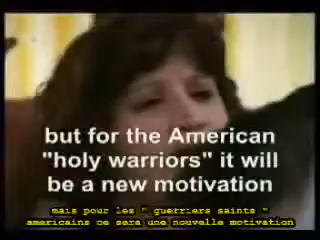 but for the American
"holy warriors" it will
be a new motivation
mais pour les " guerriers saints "
americains ce sera une nouvelle motivation